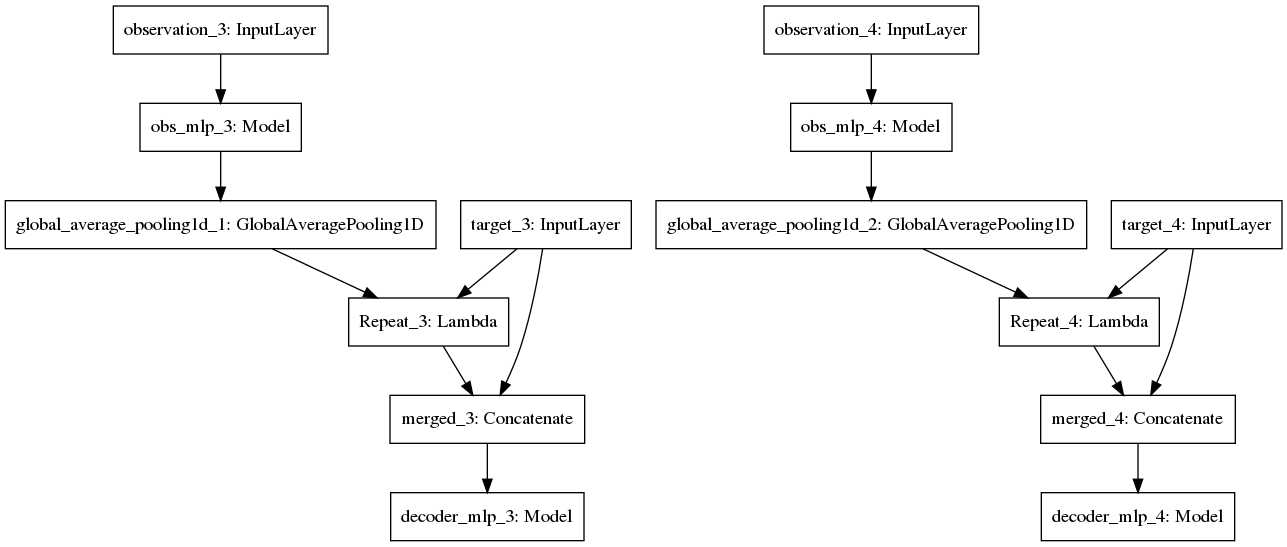 observation_3: InputLayer
obs_mlp_3: Model
global_average_pooling1d_1: GlobalAveragePooling1D
target_3: InputLayer
Repeat_3: Lambda
merged_3: Concatenate
decoder_mlp_3: Model
observation_4: InputLayer
obs_mlp_4: Model
global_average_pooling1d_2: GlobalAveragePooling1D
target_4: InputLayer
Repeat_4: Lambda
merged_4: Concatenate
decoder_mlp_4: Model